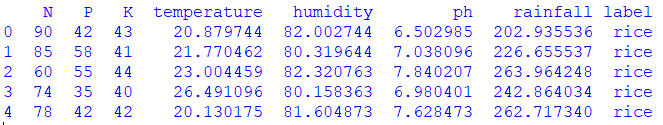 N P K temperature humidity ph rainfall label
0 90 42 43 20.879744 82.002744 6.502985 202.935536 rice
1 85 58 41 21.770462 80.319644 7.038096 226.655537 rice
2 60 55 44 23.004459 82.320763 7.840207 263.964248 rice
3 74 35 40 26.491096 80.158363 6.980401 242.864034 rice
4 78 42 42 20.130175 81.604873 7.628473 262.717340 rice